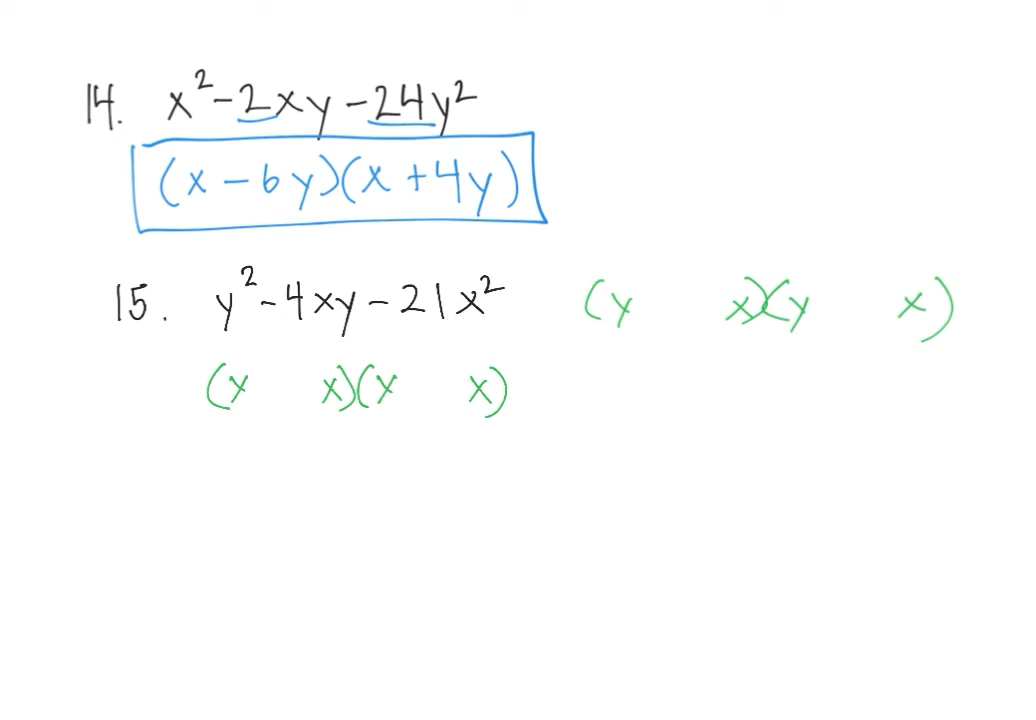 14. x²-2xy-24y²
(x-6y)(x+4y)
15. y²-4xy-21x² (y x)(y x)
(y x)(y x)